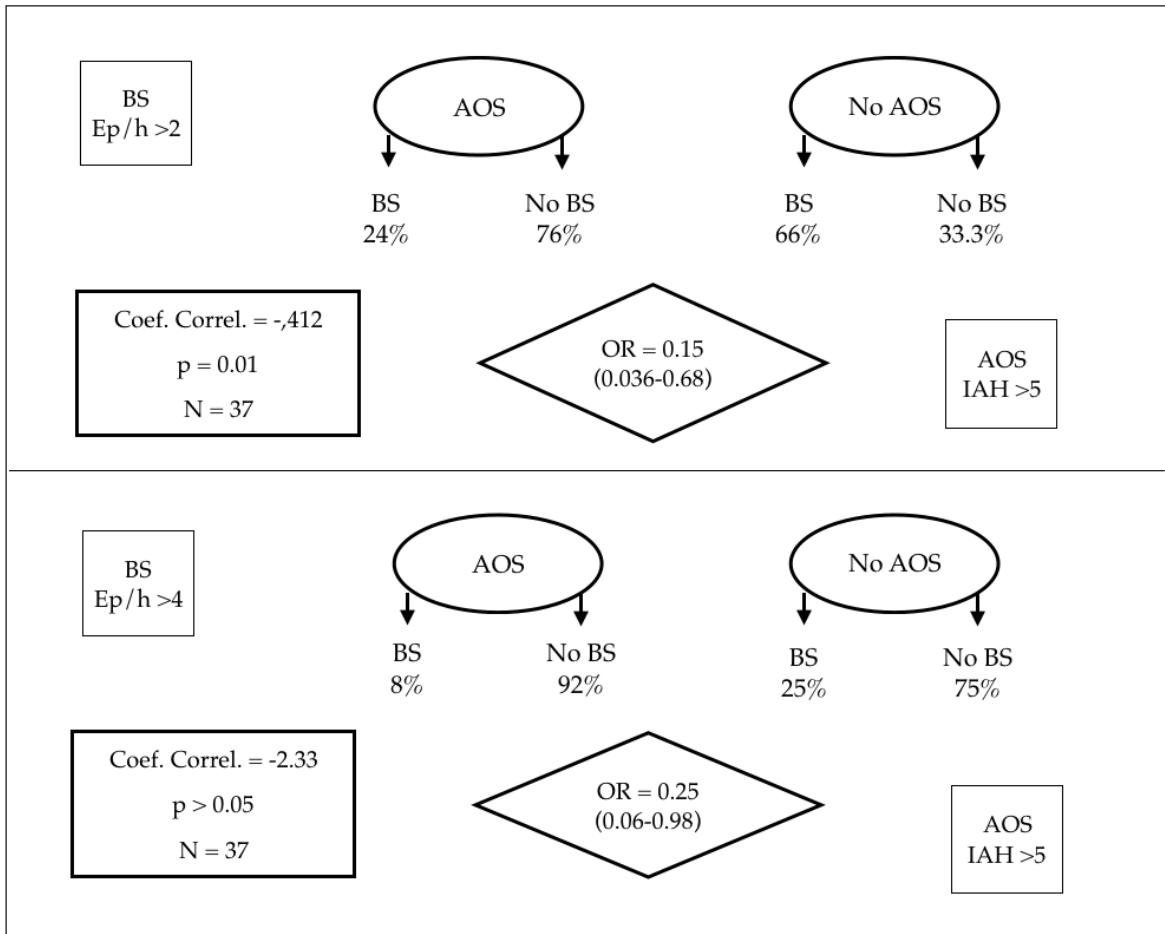 BS
Ep/h >2
AOS
No AOS
BS
24%
No BS
76%
BS
66%
No BS
33.3%
Coef. Correl. = -,412
p = 0.01
N = 37
OR = 0.15
(0.036-0.68)
AOS
IAH >5
BS
Ep/h >4
AOS
No AOS
BS
8%
No BS
92%
BS
25%
No BS
75%
Coef. Correl. = -2.33
p > 0.05
N = 37
OR = 0.25
(0.06-0.98)
AOS
IAH >5